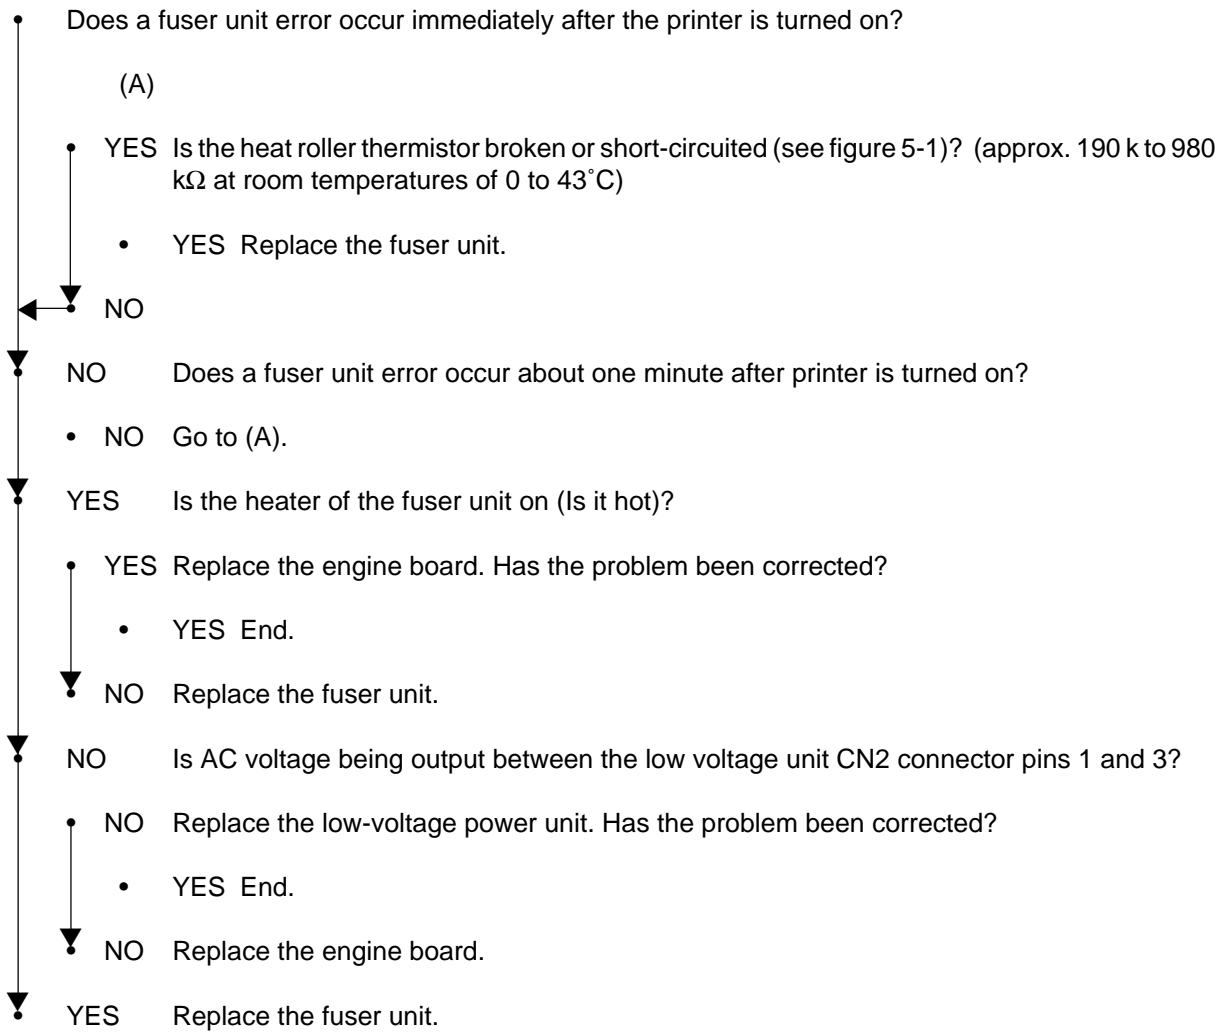 Does a fuser unit error occur immediately after the printer is turned on?
(A)
• YES Is the heat roller thermistor broken or short-circuited (see figure 5-1)? (approx. 190 k to 980
kΩ at room temperatures of 0 to 43˚C)
• YES Replace the fuser unit.
NO
NO Does a fuser unit error occur about one minute after printer is turned on?
• NO Go to (A).
YES Is the heater of the fuser unit on (Is it hot)?
• YES Replace the engine board. Has the problem been corrected?
• YES End.
NO Replace the fuser unit.
NO Is AC voltage being output between the low voltage unit CN2 connector pins 1 and 3?
• NO Replace the low-voltage power unit. Has the problem been corrected?
• YES End.
NO Replace the engine board.
YES Replace the fuser unit.